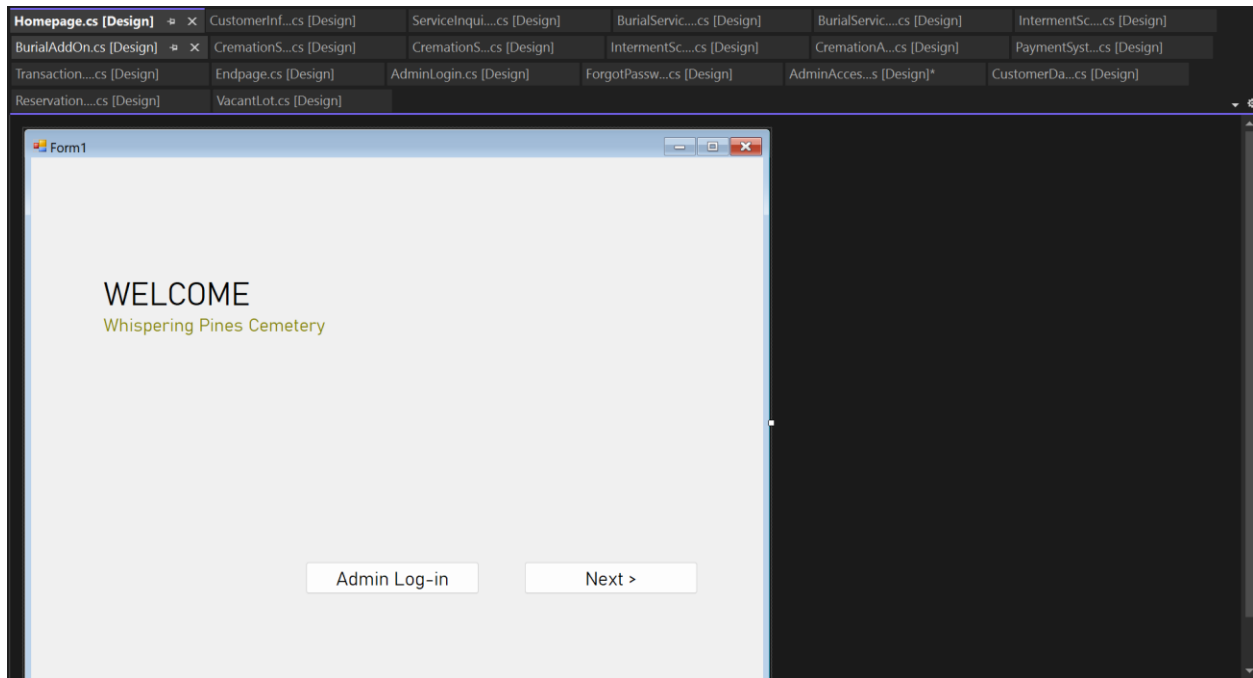 Homepage.cs [Design] CustomerInf...cs [Design] ServiceInqui....cs [Design] BurialServic....cs [Design] BurialServic....cs [Design] IntermentSc....cs [Design]
BurialAddOn.cs [Design] CremationS...cs [Design] CremationS...cs [Design] IntermentSc....cs [Design] CremationA...cs [Design] PaymentSyst...cs [Design]
Transaction....cs [Design] Endpage.cs [Design] AdminLogin.cs [Design] ForgotPassw...cs [Design] AdminAcces...s [Design]* CustomerDa...cs [Design]
Reservation....cs [Design] VacantLot.cs [Design]
Form1
WELCOME
Whispering Pines Cemetery
Admin Log-in Next >